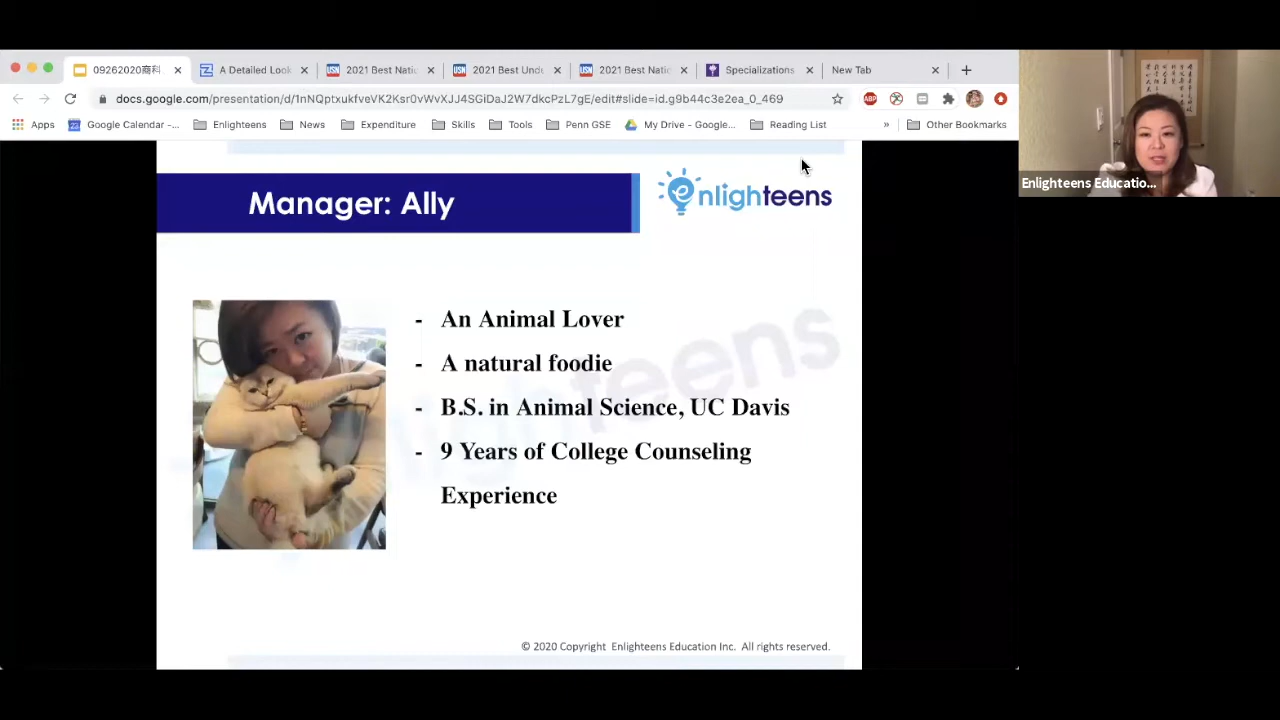 09262020商科
A Detailed Look
2021 Best Natio
2021 Best Undu
2021 Best Natio
Specializations
New Tab
docs.google.com/presentation/d/1nNQptxukfveVK2Ksr0vWvXJJ4SGiDaJ2W7dkcPzL7gE/edit#slide=id.g9b44c3e2ea_0_469
ABP
Apps
Google Calendar -...
Enlighteens
News
Expenditure
Skills
Tools
Penn GSE
My Drive - Google...
Reading List
»
Other Bookmarks
Enlighteens Educatio...
Manager: Ally
enlighteens
- An Animal Lover
- A natural foodie
- B.S. in Animal Science, UC Davis
- 9 Years of College Counseling
Experience
© 2020 Copyright Enlighteens Education Inc. All rights reserved.